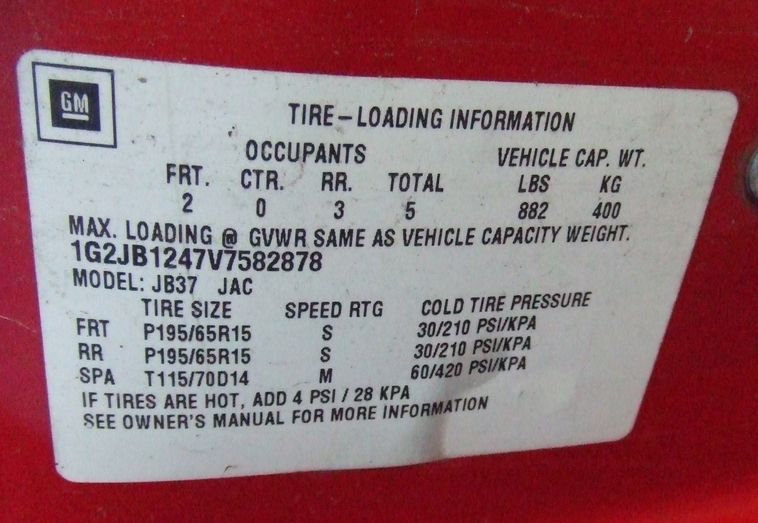 GM
TIRE-LOADING INFORMATION
OCCUPANTS VEHICLE CAP. WT.
FRT. CTR. RR. TOTAL LBS KG
2 0 3 5 882 400
MAX. LOADING @ GVWR SAME AS VEHICLE CAPACITY WEIGHT.
1G2JB1247V7582878
MODEL: JB37 JAC
TIRE SIZE SPEED RTG COLD TIRE PRESSURE
FRT P195/65R15 S 30/210 PSI/KPA
RR P195/65R15 S 30/210 PSI/KPA
SPA T115/70D14 M 60/420 PSI/KPA
IF TIRES ARE HOT, ADD 4 PSI / 28 KPA
SEE OWNER'S MANUAL FOR MORE INFORMATION